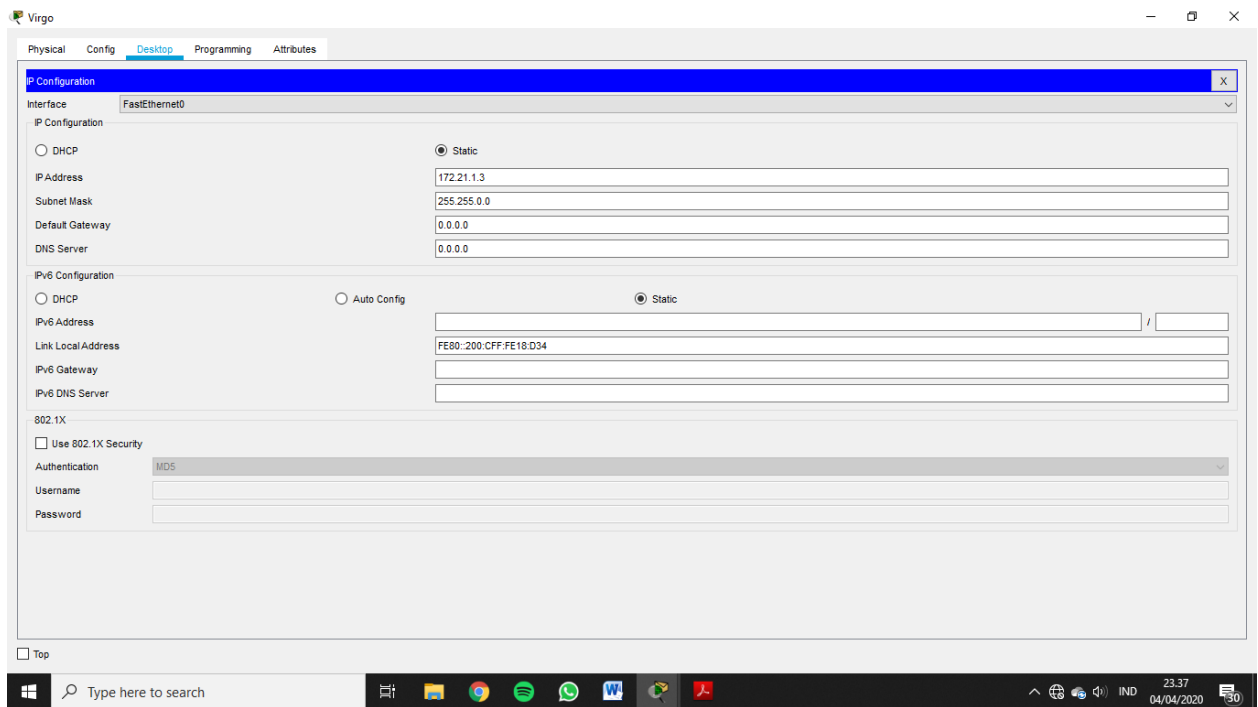 Virgo
Physical Config Desktop Programming Attributes
IP Configuration X
Interface FastEthernet0
IP Configuration
DHCP Static
IP Address 172.21.1.3
Subnet Mask 255.255.0.0
Default Gateway 0.0.0.0
DNS Server 0.0.0.0
IPv6 Configuration
DHCP Auto Config Static
IPv6 Address /
Link Local Address FE80::200:CFF:FE18:D34
IPv6 Gateway
IPv6 DNS Server
802.1X
Use 802.1X Security
Authentication MD5
Username
Password
Top
Type here to search W IND 23.37
04/04/2020 30